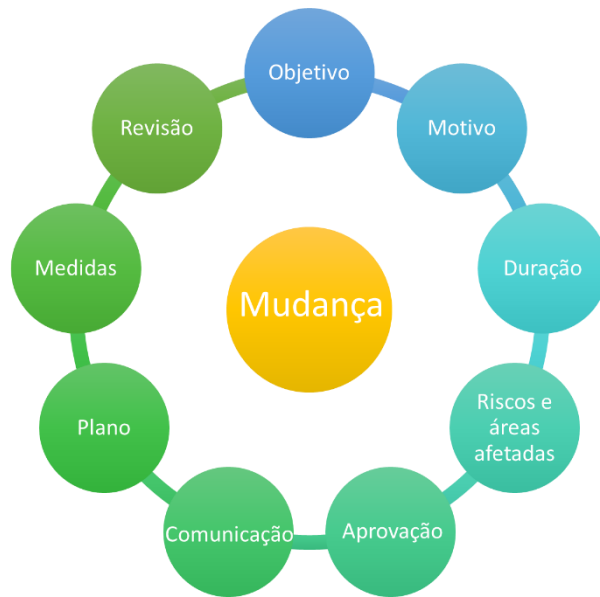 Objetivo
Motivo
Duração
Riscos e
áreas
afetadas
Aprovação
Comunicação
Plano
Medidas
Revisão
Mudança